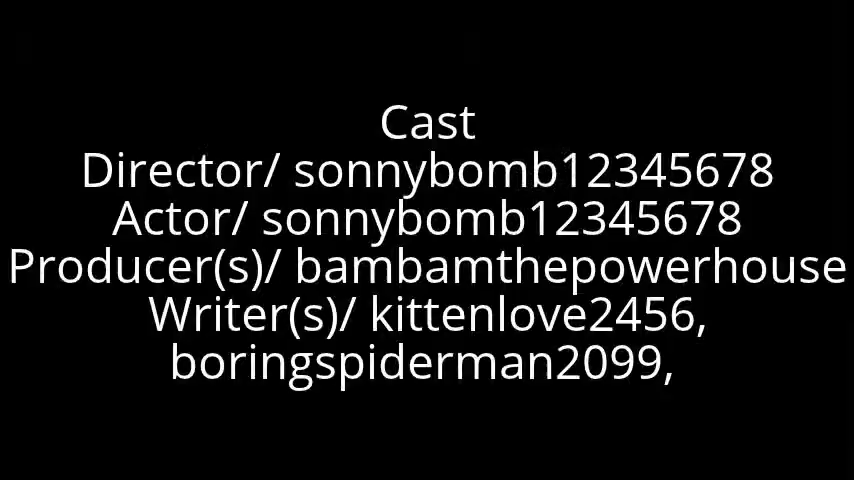 Cast
Director/ sonnybomb12345678
Actor/ sonnybomb12345678
Producer(s)/ bambamthepowerhouse
Writer(s)/ kittenlove2456,
boringspiderman2099,